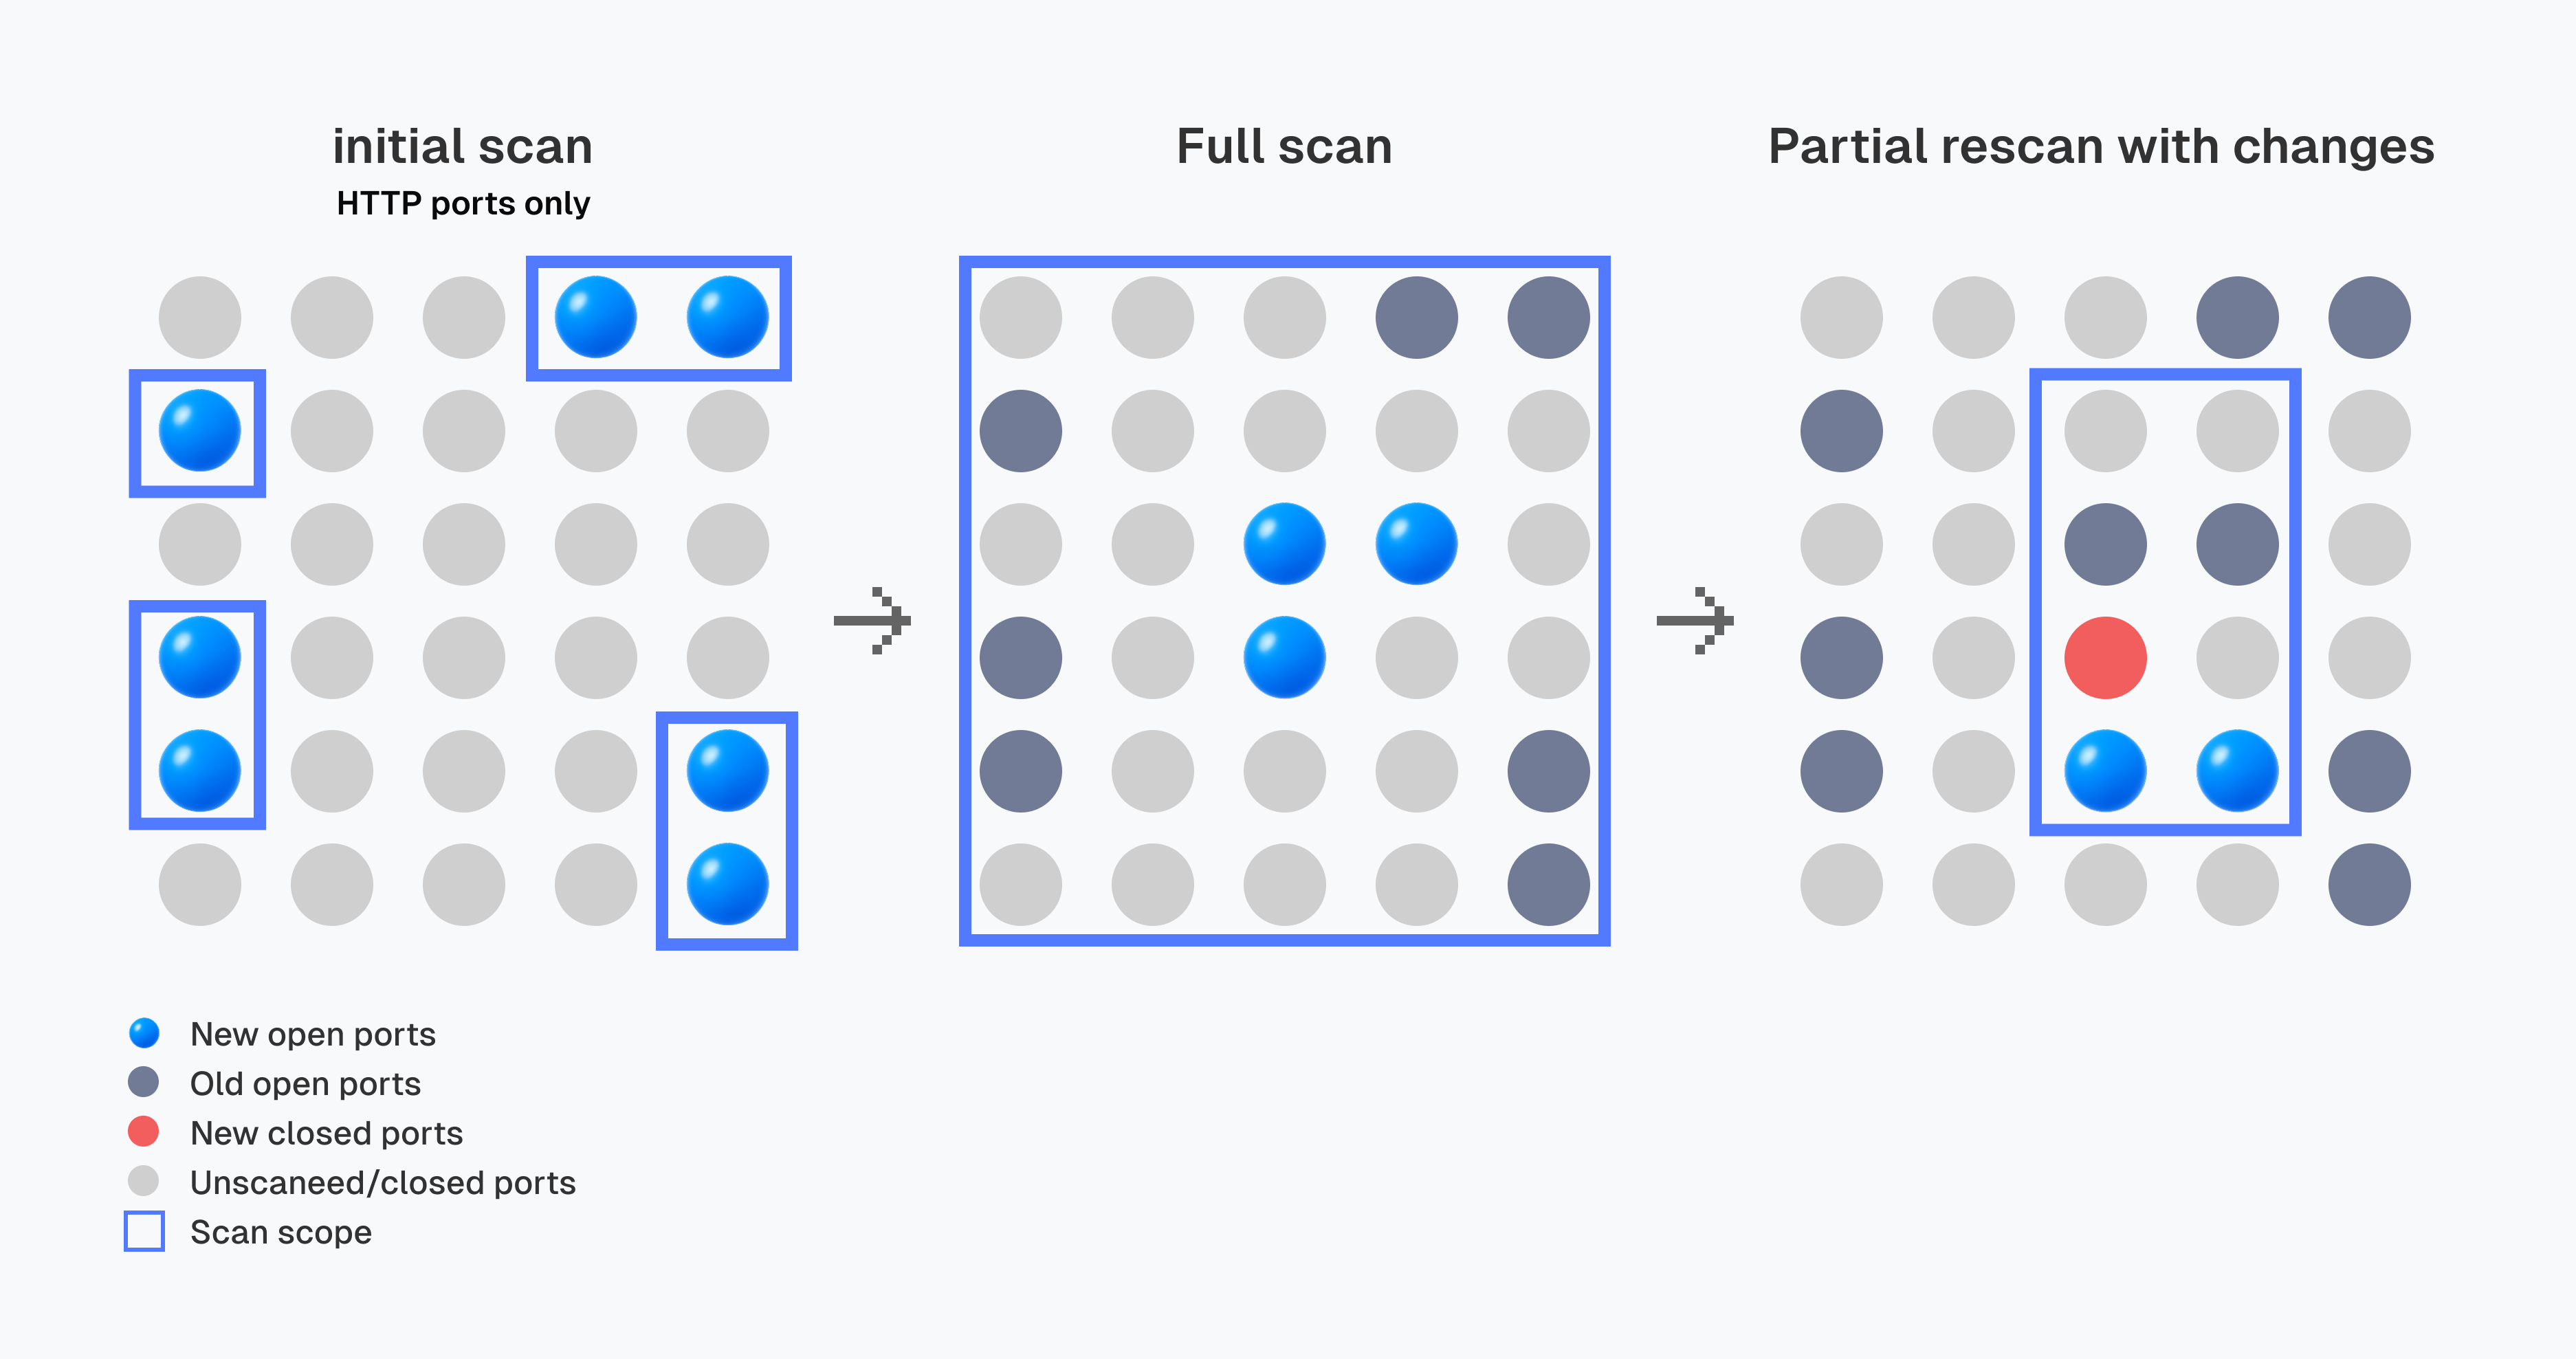 initial scan
HTTP ports only
Full scan
Partial rescan with changes
New open ports
Old open ports
New closed ports
Unscaneed/closed ports
Scan scope